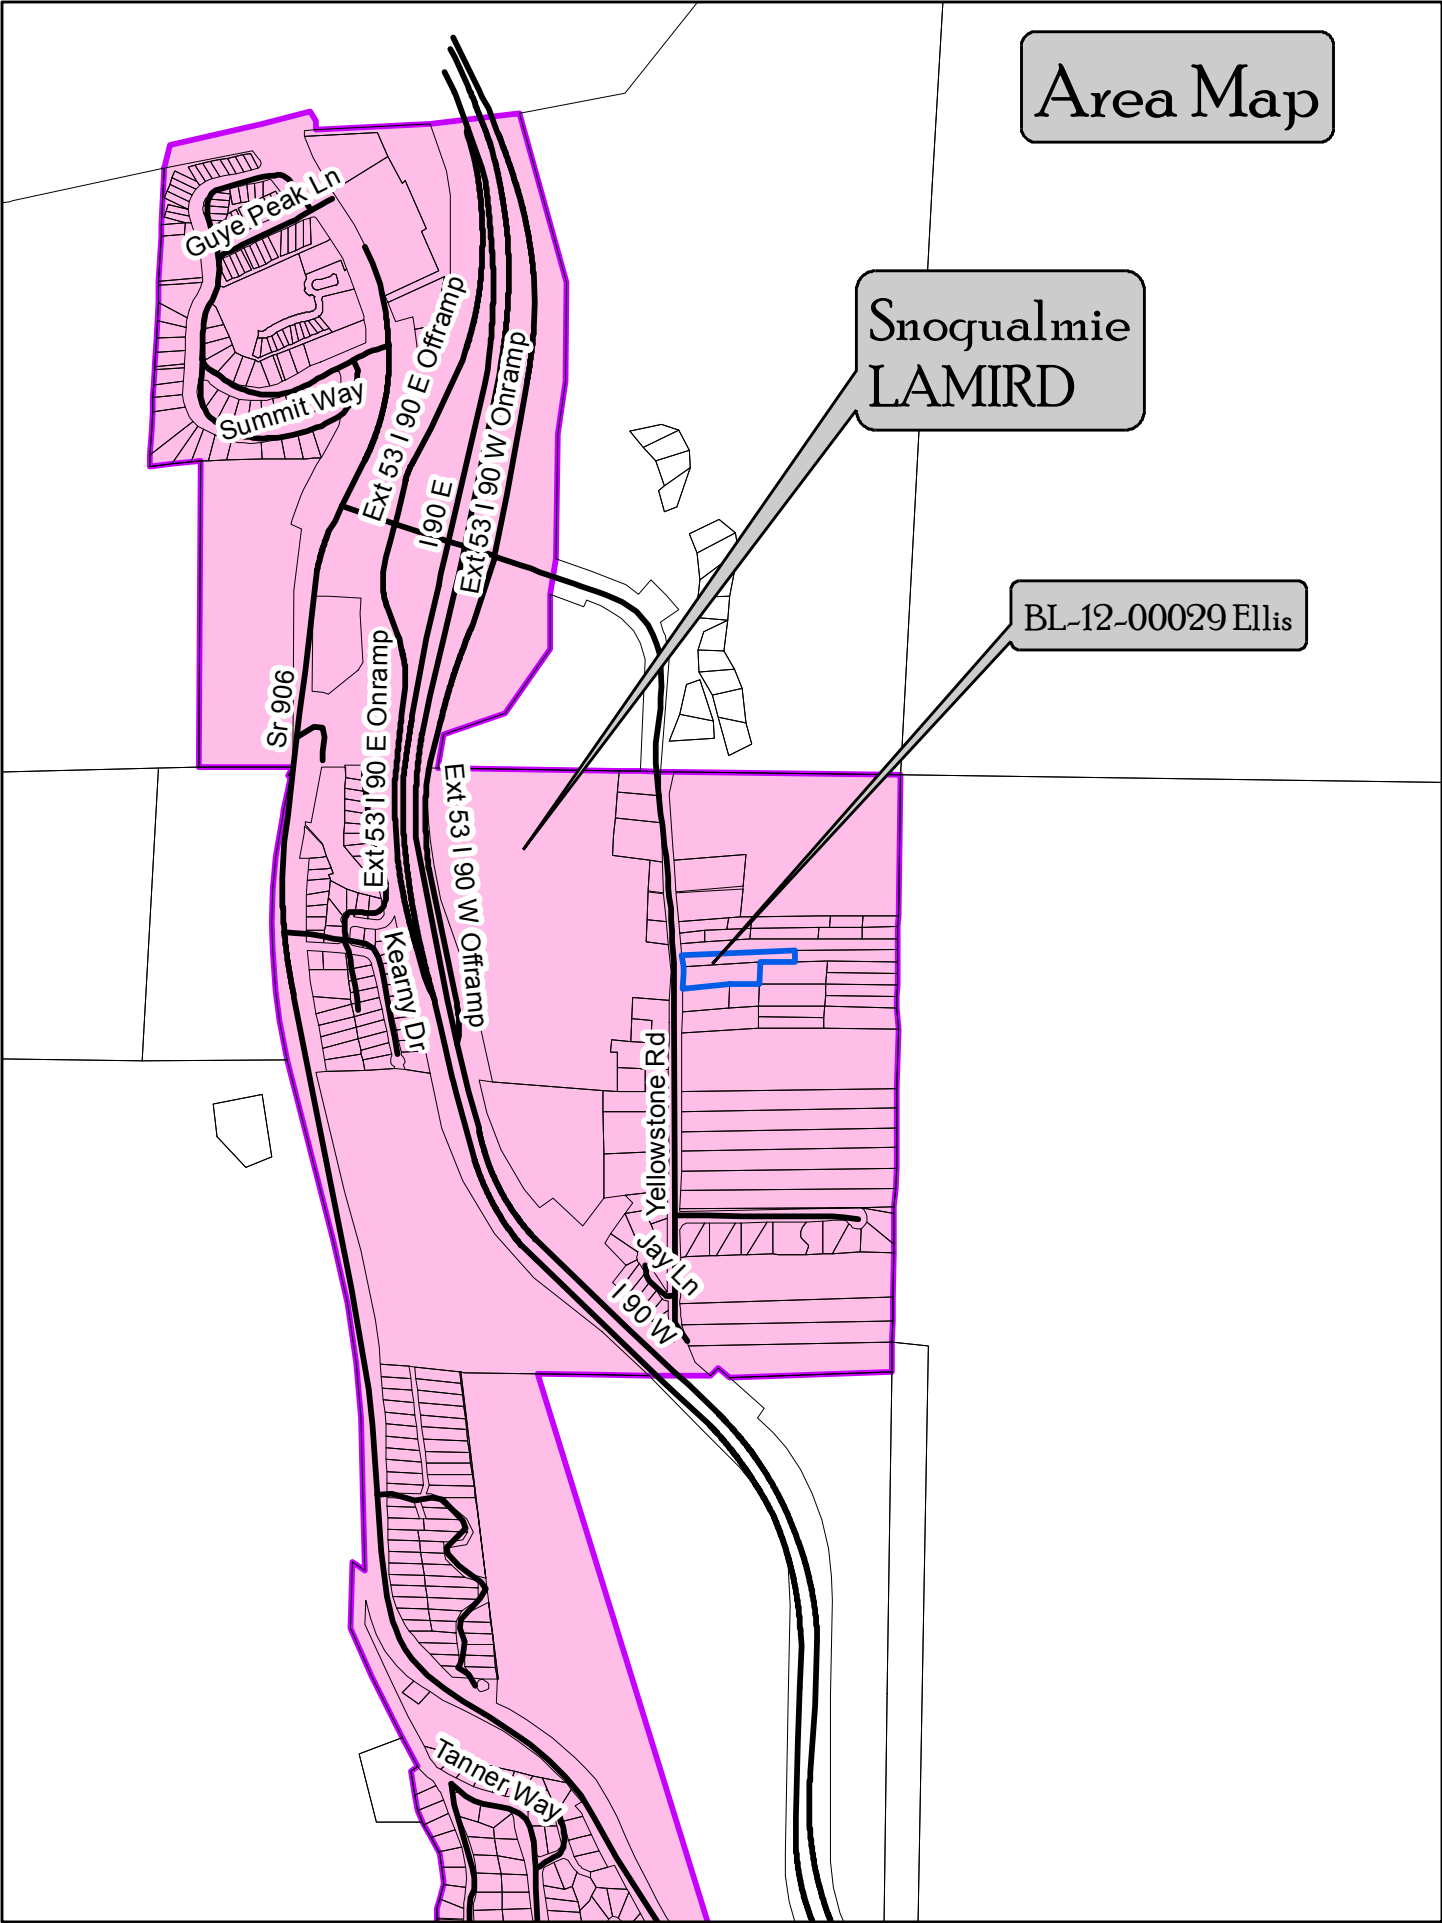 Area Map
Guye Peak Ln
Snoqualmie
LAMIRD
Summit Way
Ext 53 I 90 E Offramp
I 90 E
Ext 53 I 90 W Onramp
BL-12-00029 Ellis
Sr 906
Ext 53 I 90 E Onramp
Ext 53 I 90 W Offramp
Kearny Dr
Yellowstone Rd
Jay Ln
I 90 W
Tanner Way